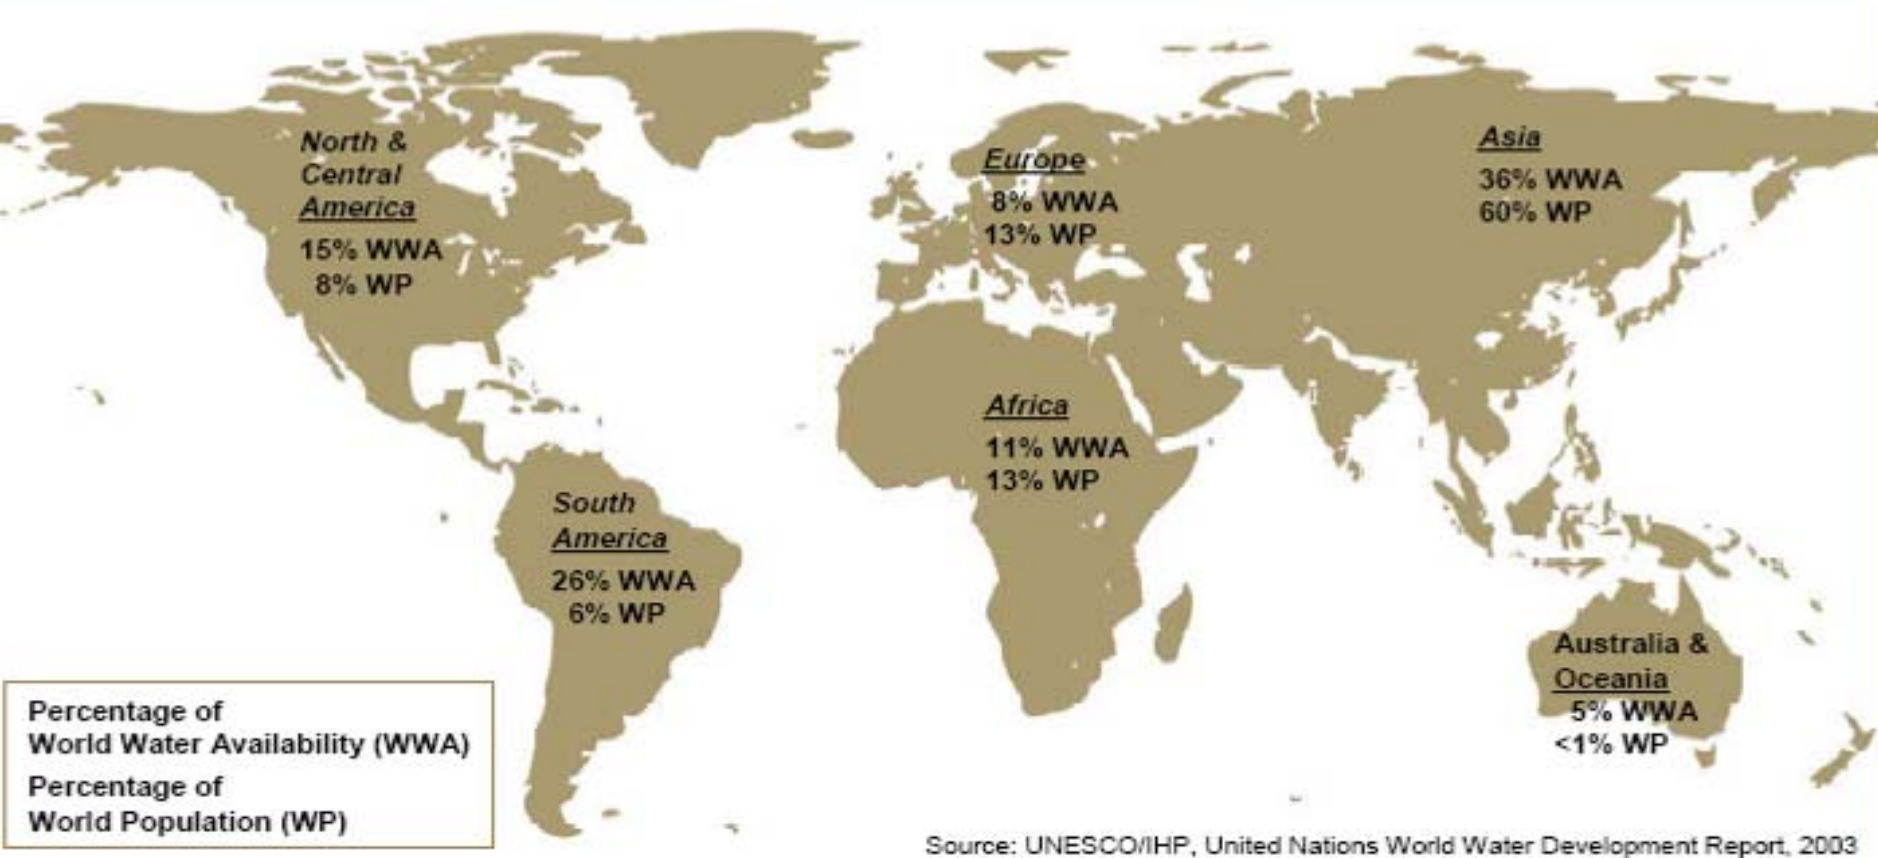 North &
Central
America
15% WWA
8% WP
Europe
8% WWA
13% WP
Asia
36% WWA
60% WP
Africa
11% WWA
13% WP
South
America
26% WWA
6% WP
Australia &
Oceania
5% WWA
<1% WP
Percentage of
World Water Availability (WWA)
Percentage of
World Population (WP)
Source: UNESCO/IHP, United Nations World Water Development Report, 2003